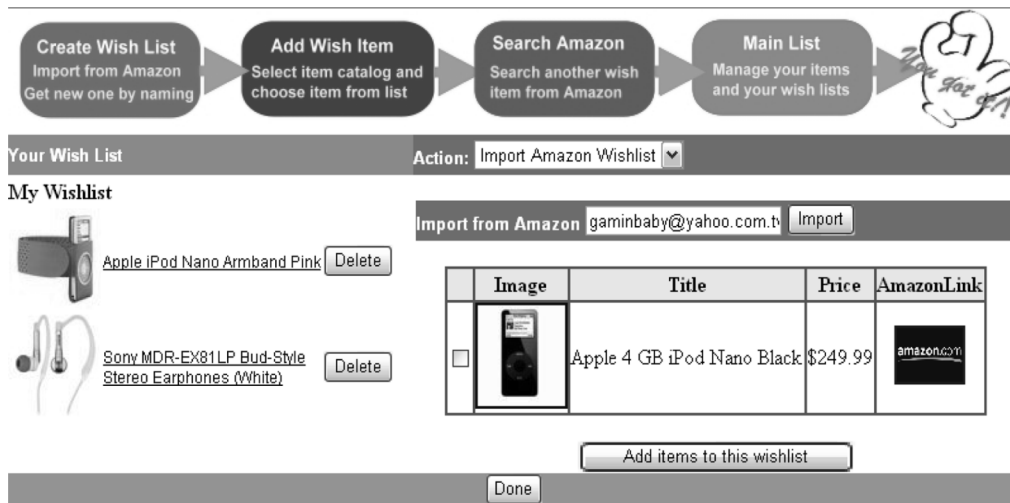 Create Wish List
Import from Amazon
Get new one by naming
Add Wish Item
Select item catalog and
choose item from list
Search Amazon
Search another wish
item from Amazon
Main List
Manage your items
and your wish lists
You
Your Wish List
Action: Import Amazon Wishlist
My Wishlist
Import from Amazon gaminbaby@yahoo.com.tv Import
Apple iPod Nano Armband Pink Delete
Image Title Price AmazonLink
Apple 4 GB iPod Nano Black $249.99 amazon.com
Sony MDR-EX81LP Bud-Style
Stereo Earphones (White) Delete
Add items to this wishlist
Done